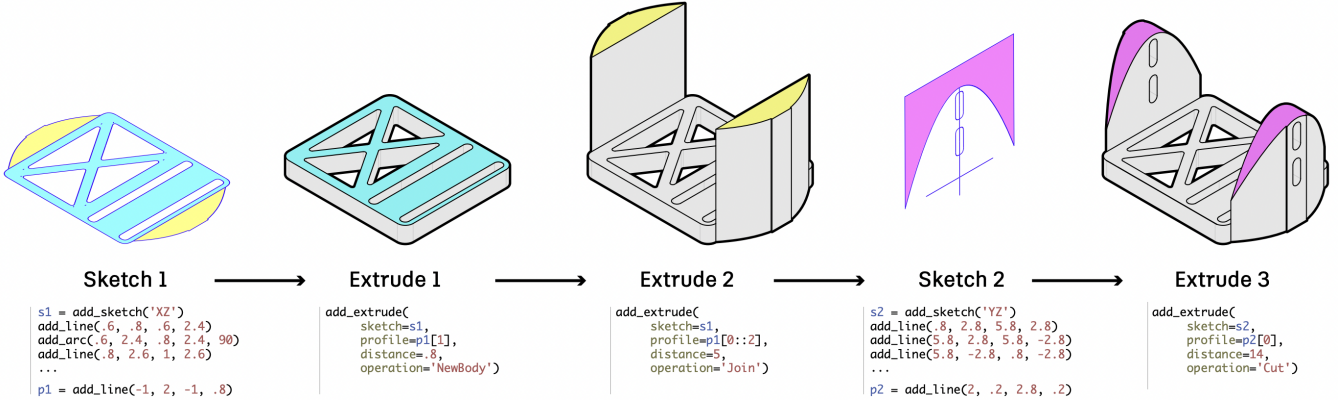 Sketch 1
Extrude 1
Extrude 2
Sketch 2
Extrude 3
s1 = add_sketch('XZ')
add_line(.6, .8, .6, 2.4)
add_arc(.6, 2.4, .8, 2.4, 90)
add_line(.8, 2.6, 1, 2.6)
...
p1 = add_line(-1, 2, -1, .8)
add_extrude(
sketch=s1,
profile=p1[1],
distance=.8,
operation='NewBody')
add_extrude(
sketch=s1,
profile=p1[0::2],
distance=5,
operation='Join')
s2 = add_sketch('YZ')
add_line(.8, 2.8, 5.8, 2.8)
add_line(5.8, 2.8, 5.8, -2.8)
add_line(5.8, -2.8, .8, -2.8)
...
p2 = add_line(2, .2, 2.8, .2)
add_extrude(
sketch=s2,
profile=p2[0],
distance=14,
operation='Cut')